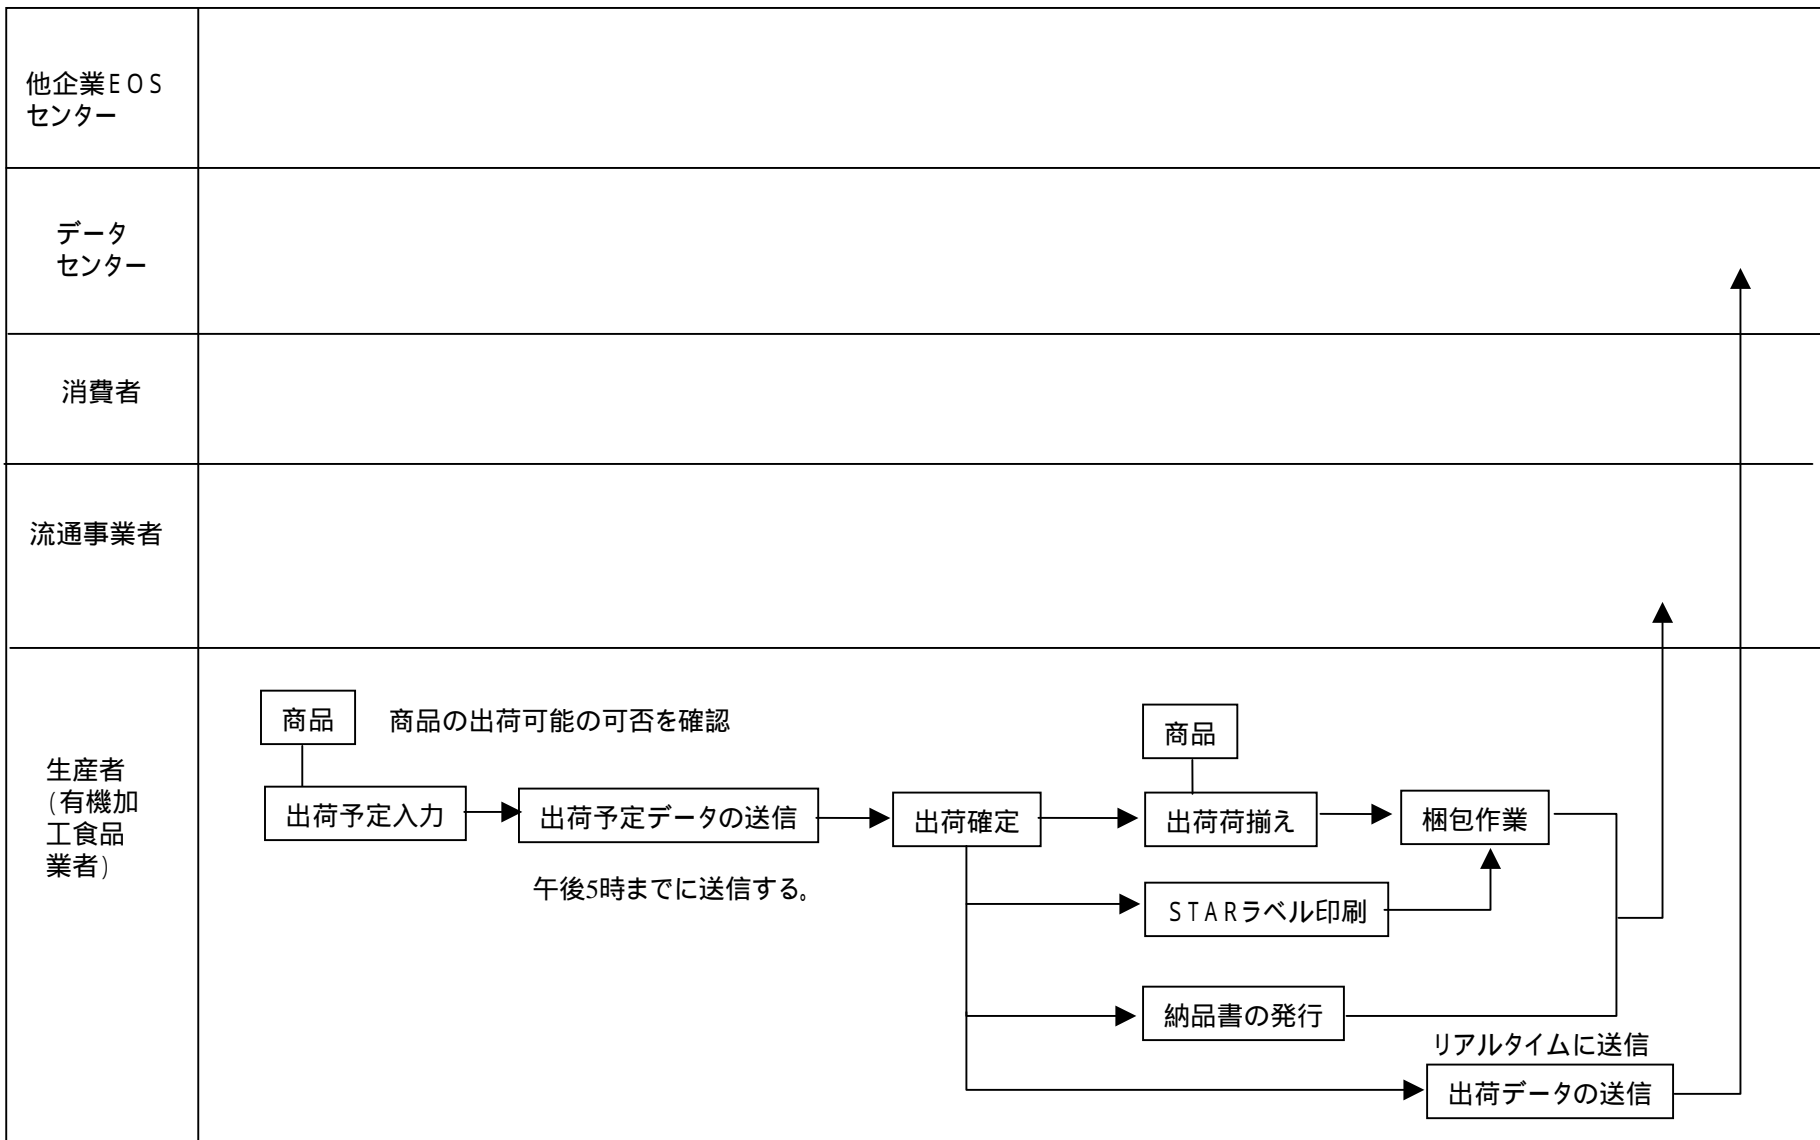 他企業EOS
センター
データ
センター
消費者
流通事業者
生産者
(有機加
工食品
業者)
商品
商品の出荷可能の可否を確認
商品
出荷予定入力
出荷予定データの送信
出荷確定
出荷荷揃え
梱包作業
午後5時までに送信する。
STARラベル印刷
納品書の発行
リアルタイムに送信
出荷データの送信